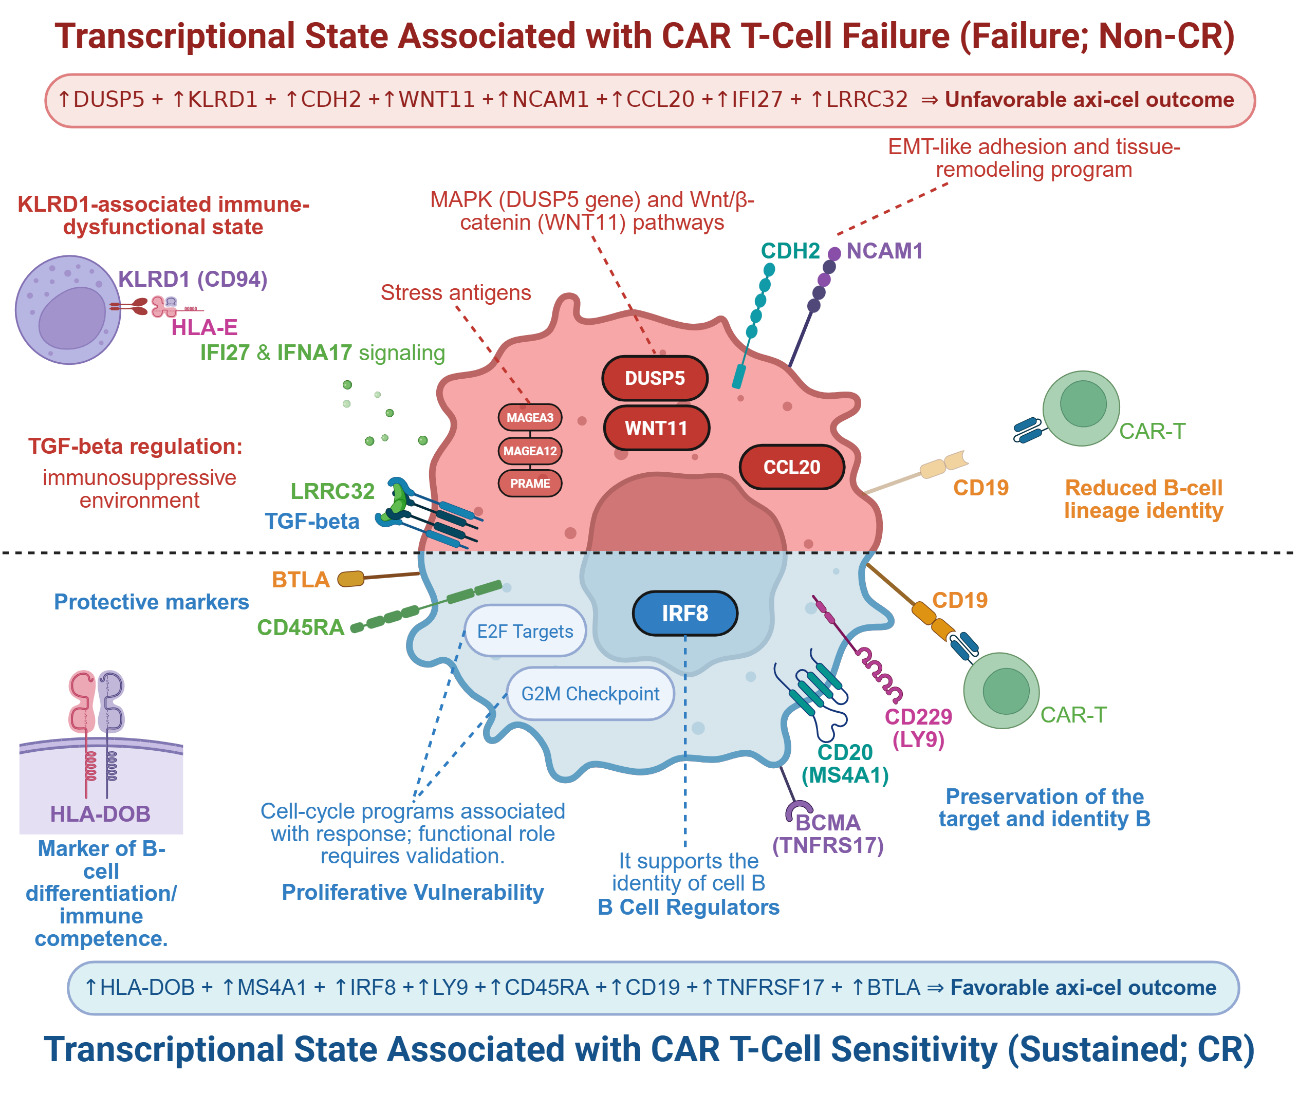 Transcriptional State Associated with CAR T-Cell Failure (Failure; Non-CR)
↑DUSP5 + ↑KLRD1 + ↑CDH2 +↑WNT11 +↑NCAM1 +↑CCL20 +↑IFI27 + ↑LRRC32 ⇒ Unfavorable axi-cel outcome
EMT-like adhesion and tissue-
remodeling program
KLRD1-associated immune-
dysfunctional state
MAPK (DUSP5 gene) and Wnt/β-
catenin (WNT11) pathways
CDH2
NCAM1
KLRD1 (CD94)
HLA-E
Stress antigens
IFI27 & IFNA17 signaling
DUSP5
WNT11
MAGEA3
MAGEA12
PRAME
CCL20
CAR-T
TGF-beta regulation:
immunosuppressive
environment
LRRC32
TGF-beta
CD19
Reduced B-cell
lineage identity
BTLA
Protective markers
CD45RA
E2F Targets
G2M Checkpoint
IRF8
CD19
CAR-T
CD229
(LY9)
CD20
(MS4A1)
BCMA
(TNFRS17)
Preservation of the
target and identity B
HLA-DOB
Marker of B-
cell
differentiation/
immune
competence.
Cell-cycle programs associated
with response; functional role
requires validation.
Proliferative Vulnerability
It supports the
identity of cell B
B Cell Regulators
↑HLA-DOB + ↑MS4A1 + ↑IRF8 +↑LY9 +↑CD45RA +↑CD19 +↑TNFRSF17 + ↑BTLA ⇒ Favorable axi-cel outcome
Transcriptional State Associated with CAR T-Cell Sensitivity (Sustained; CR)